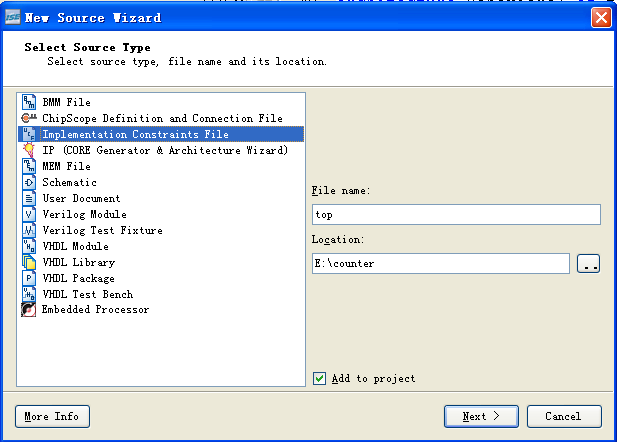 ISE New Source Wizard
Select Source Type
Select source type, file name and its location.
BMM File
ChipScope Definition and Connection File
Implementation Constraints File
IP (CORE Generator & Architecture Wizard)
MEM File
Schematic
User Document
Verilog Module
Verilog Test Fixture
VHDL Module
VHDL Library
VHDL Package
VHDL Test Bench
Embedded Processor
File name:
top
Location:
E:\counter
..
Add to project
More Info
Next >
Cancel